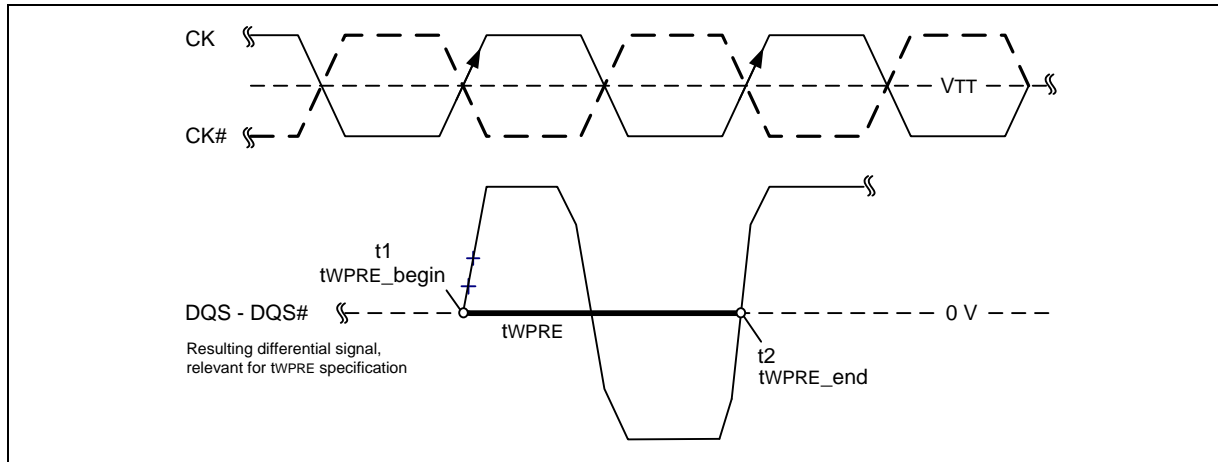 CK
VTT
CK#
t1
tWPRE_begin
DQS - DQS#
0 V
tWPRE
Resulting differential signal,
relevant for tWPRE specification
t2
tWPRE_end